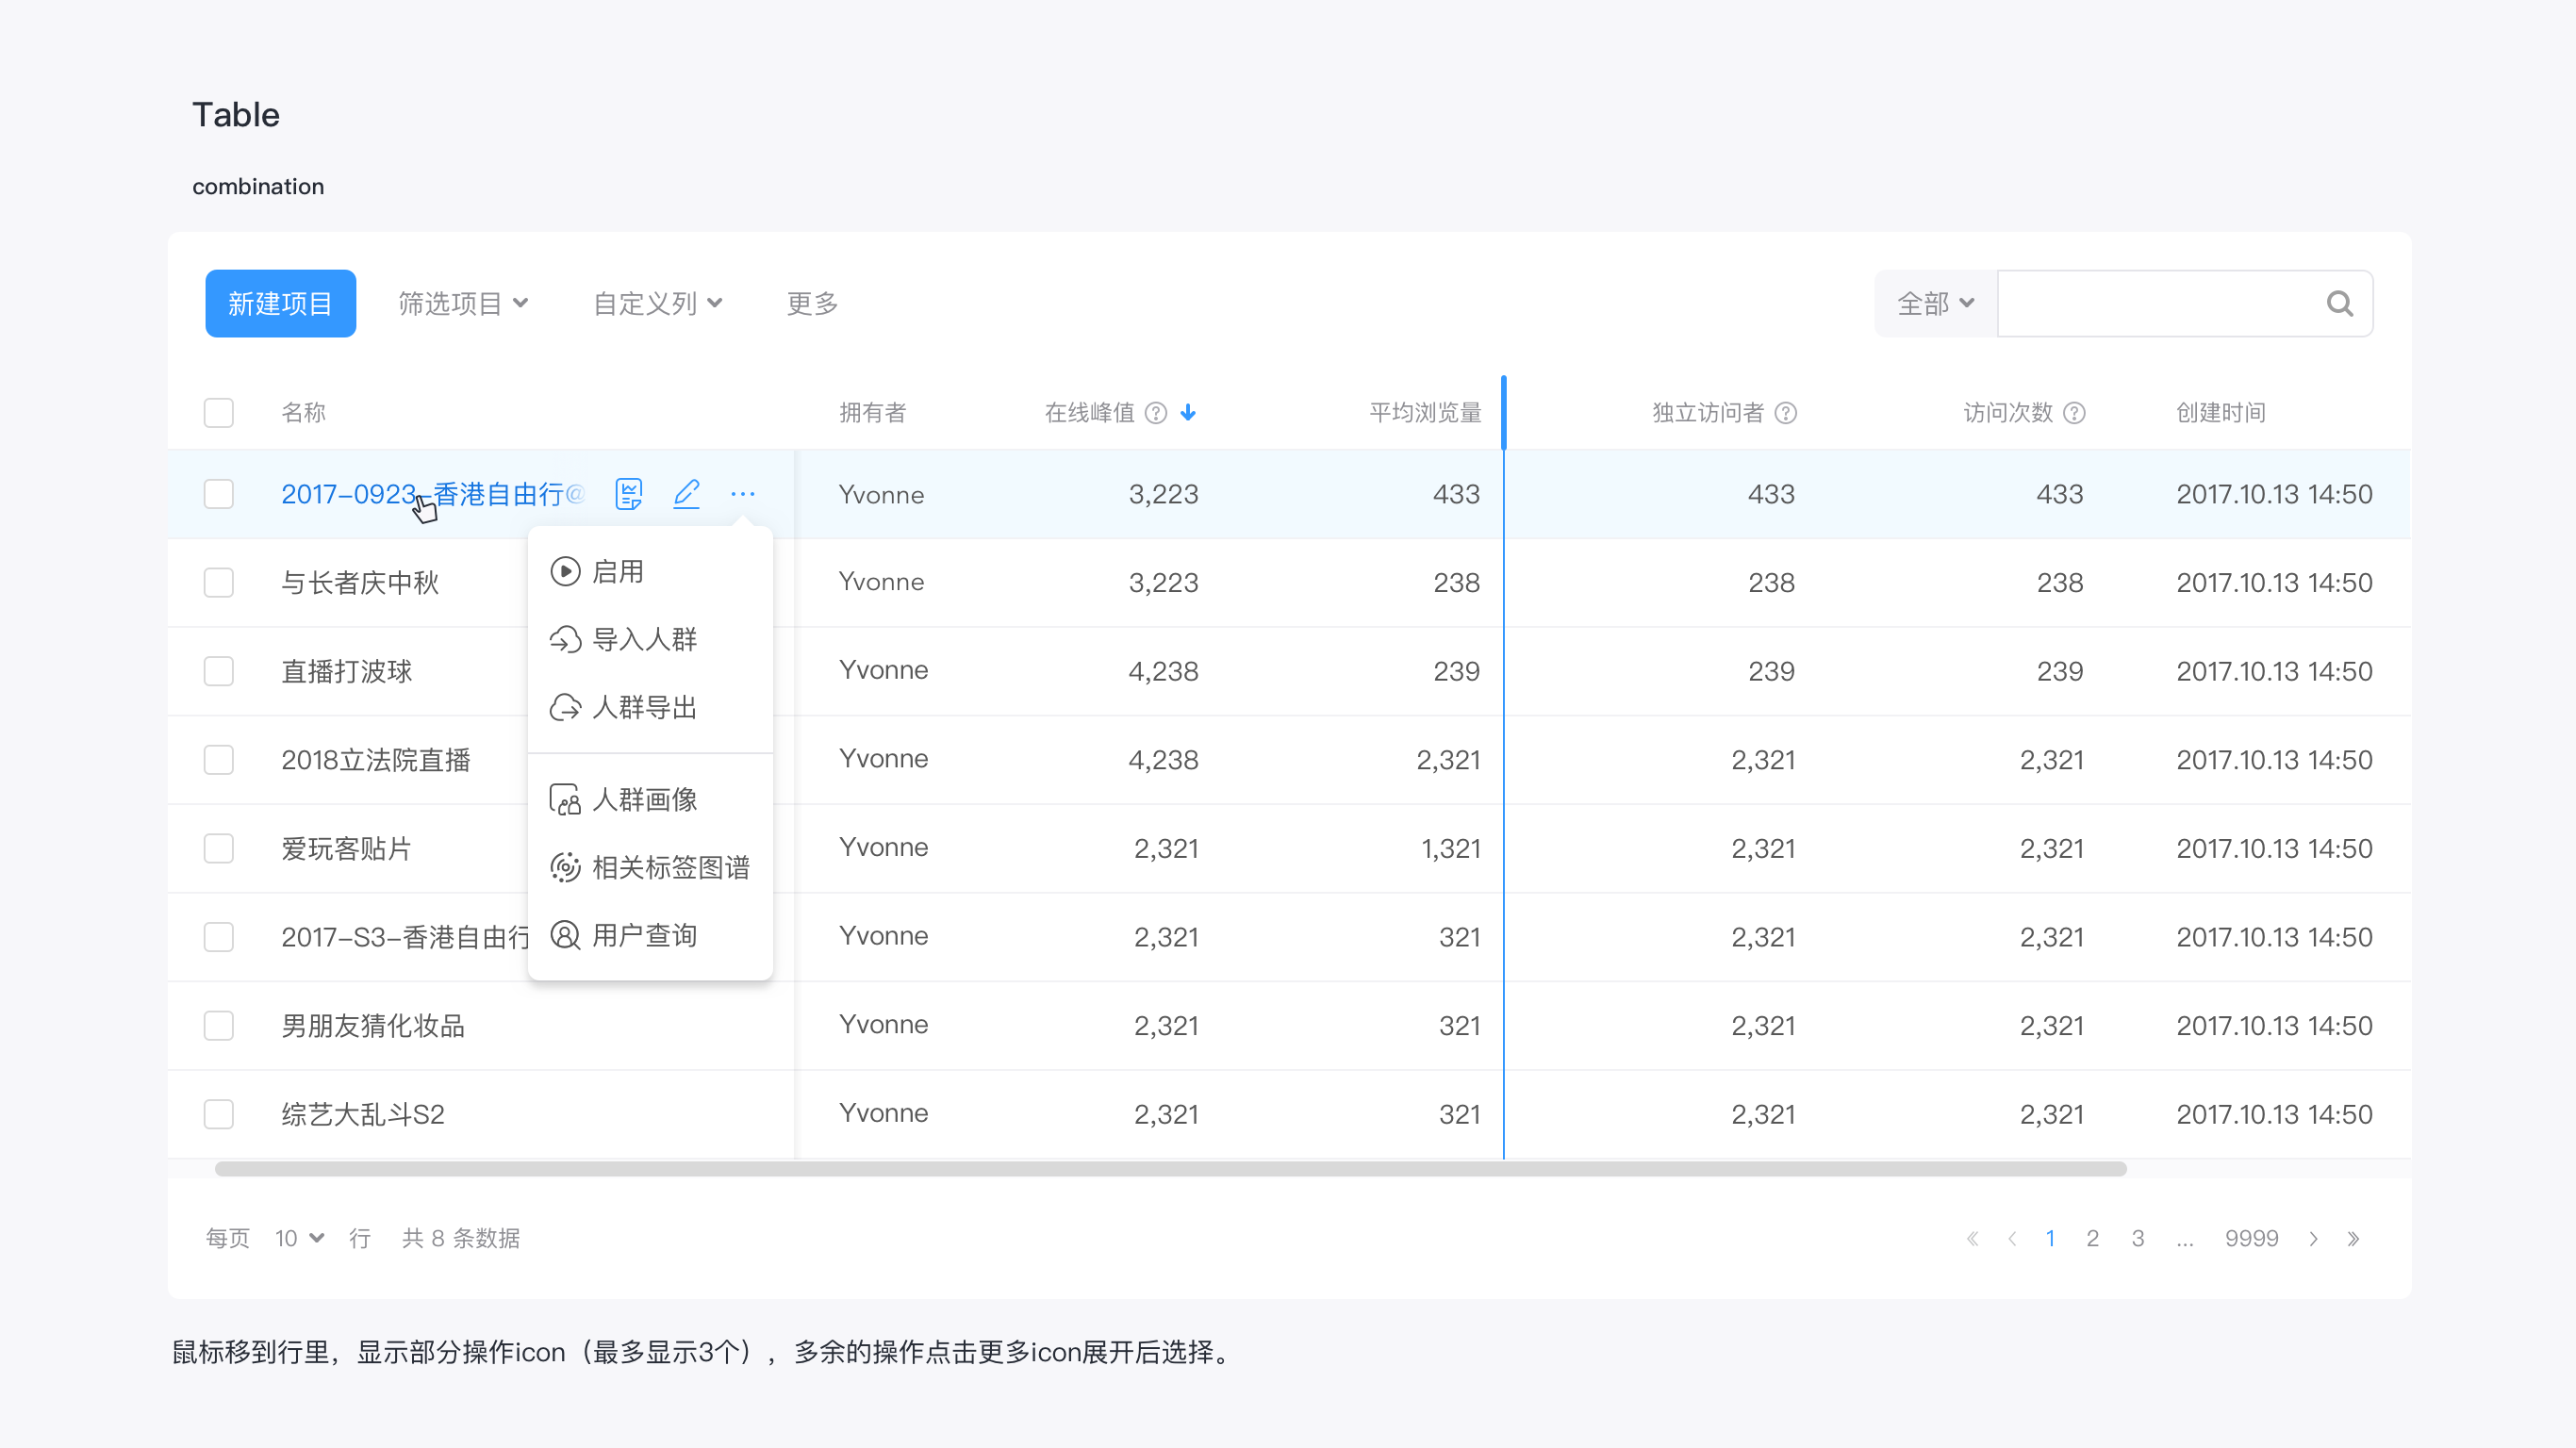 Table
combination
新建项目 筛选项目 自定义列 更多 全部
名称 拥有者 在线峰值 平均浏览量 独立访问者 访问次数 创建时间
2017-0923-香港自由行@ Yvonne 3,223 433 433 433 2017.10.13 14:50
与长者庆中秋 Yvonne 3,223 238 238 238 2017.10.13 14:50
直播打波球 Yvonne 4,238 239 239 239 2017.10.13 14:50
2018立法院直播 Yvonne 4,238 2,321 2,321 2,321 2017.10.13 14:50
爱玩客贴片 Yvonne 2,321 1,321 2,321 2,321 2017.10.13 14:50
2017-S3-香港自由行 Yvonne 2,321 321 2,321 2,321 2017.10.13 14:50
男朋友猜化妆品 Yvonne 2,321 321 2,321 2,321 2017.10.13 14:50
综艺大乱斗S2 Yvonne 2,321 321 2,321 2,321 2017.10.13 14:50
启用
导入人群
人群导出
人群画像
相关标签图谱
用户查询
每页 10 行 共 8 条数据 « ‹ 1 2 3 ... 9999 › »
鼠标移到行里，显示部分操作icon（最多显示3个），多余的操作点击更多icon展开后选择。